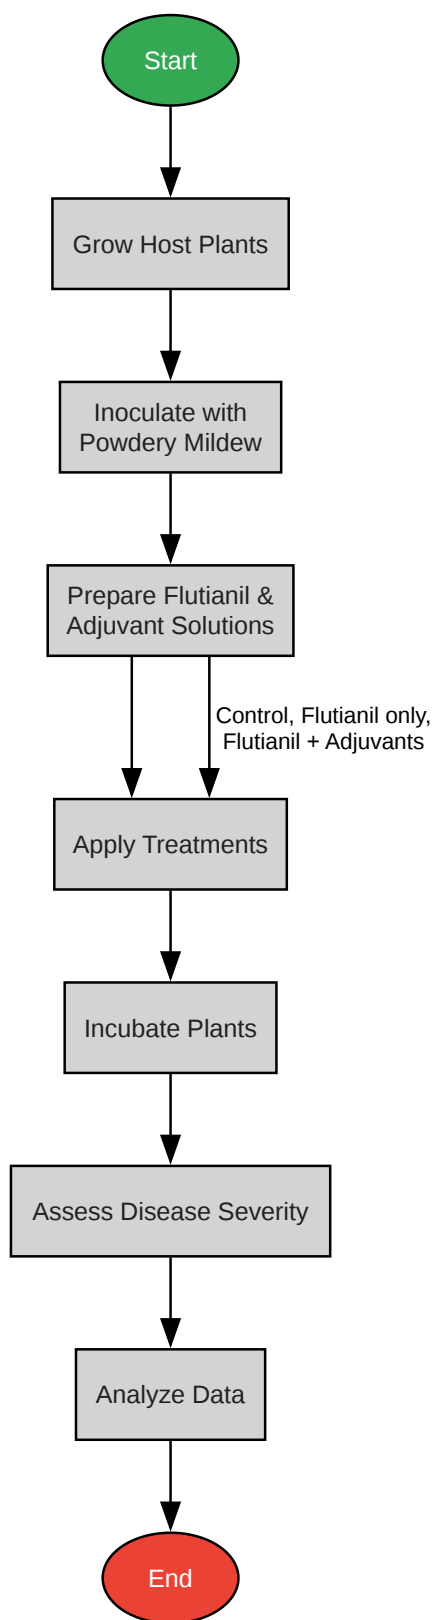 Start
Grow Host Plants
Inoculate with
Powdery Mildew
Prepare Flutianil &
Adjuvant Solutions
Control, Flutianil only,
Flutianil + Adjuvants
Apply Treatments
Incubate Plants
Assess Disease Severity
Analyze Data
End